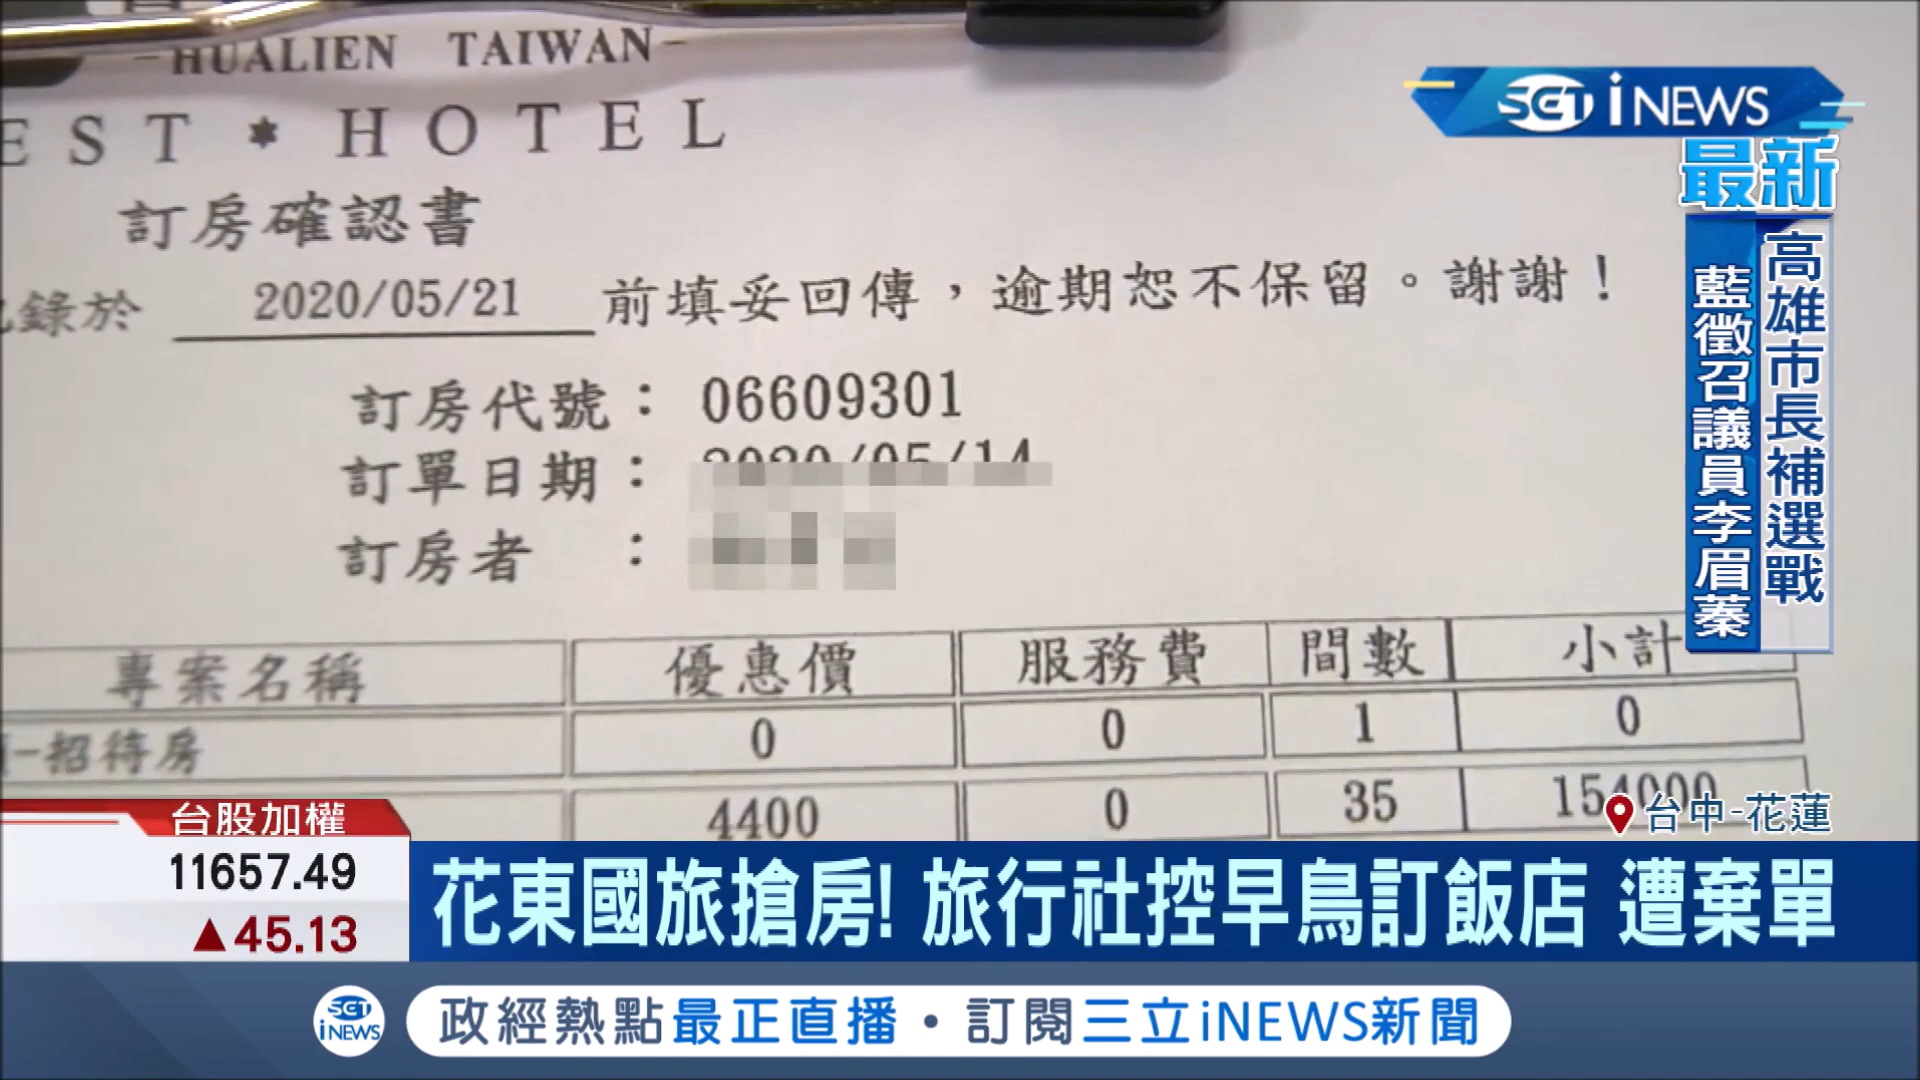 -HUALIEN TAIWAN-
EST * HOTEL
訂房確認書
錄於 2020/05/21 前填妥回傳，逾期恕不保留。謝謝！
訂房代號： 06609301
訂單日期： 2020/05/14
訂房者 ：
專案名稱 優惠價 服務費 間數 小計
-招待房 0 0 1 0
4400 0 35 154000
SET iNEWS
最新
高雄市長補選戰
藍徵召議員李眉蓁
台中-花蓮
台股加權
11657.49
▲45.13
花東國旅搶房! 旅行社控早鳥訂飯店 遭棄單
SET iNEWS
政經熱點最正直播・訂閱三立iNEWS新聞